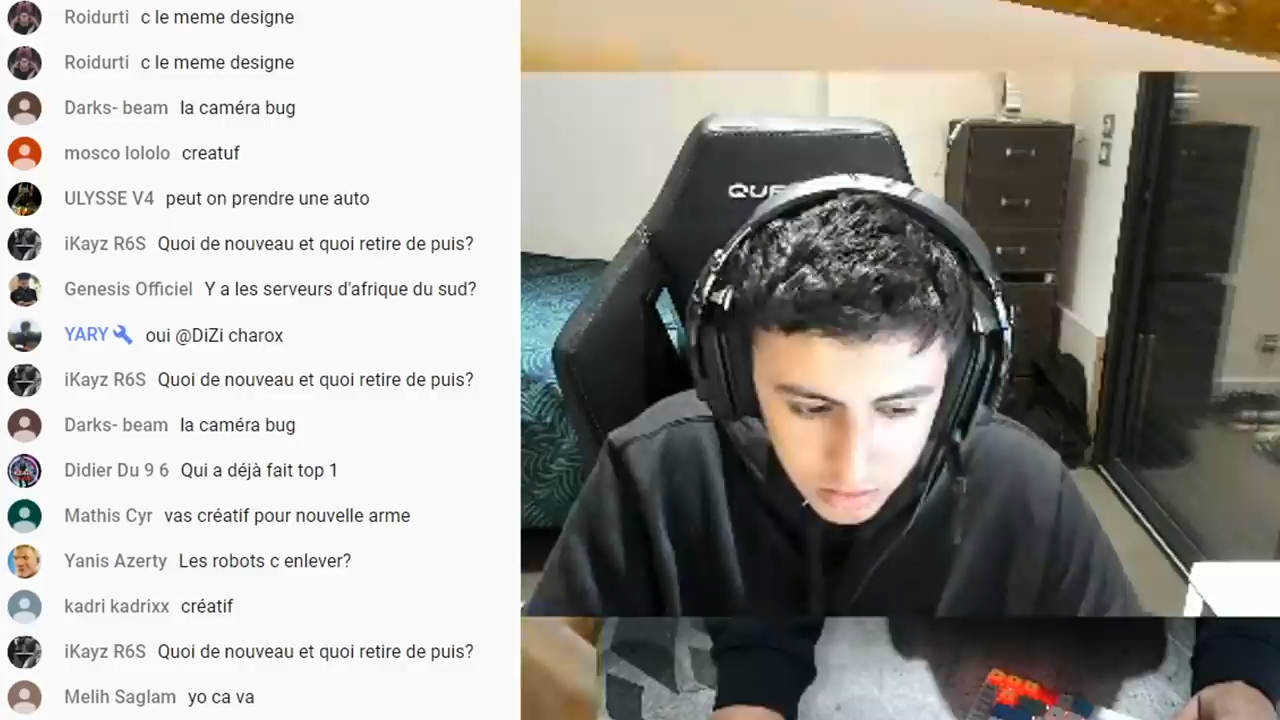 Roidurti c le meme designe
Roidurti c le meme designe
Darks- beam la caméra bug
mosco lololo creatuf
ULYSSE V4 peut on prendre une auto
iKayz R6S Quoi de nouveau et quoi retire de puis?
Genesis Officiel Y a les serveurs d'afrique du sud?
YARY oui @DiZi charox
iKayz R6S Quoi de nouveau et quoi retire de puis?
Darks- beam la caméra bug
Didier Du 9 6 Qui a déjà fait top 1
Mathis Cyr vas créatif pour nouvelle arme
Yanis Azerty Les robots c enlever?
kadri kadrixx créatif
iKayz R6S Quoi de nouveau et quoi retire de puis?
Melih Saglam yo ca va